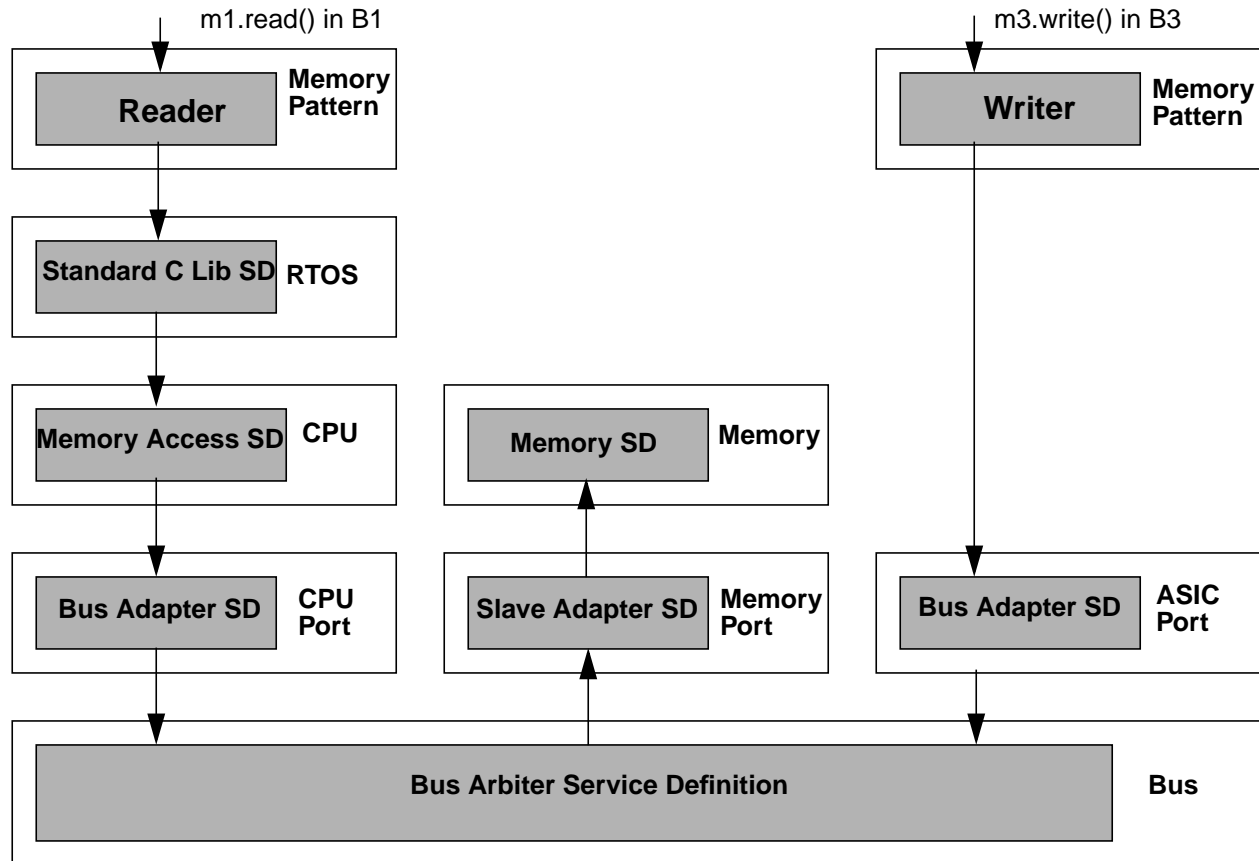 m1.read() in B1
m3.write() in B3
Reader
Memory
Pattern
Writer
Memory
Pattern
Standard C Lib SD
RTOS
Memory Access SD
CPU
Memory SD
Memory
Bus Adapter SD
CPU
Port
Slave Adapter SD
Memory
Port
Bus Adapter SD
ASIC
Port
Bus Arbiter Service Definition
Bus